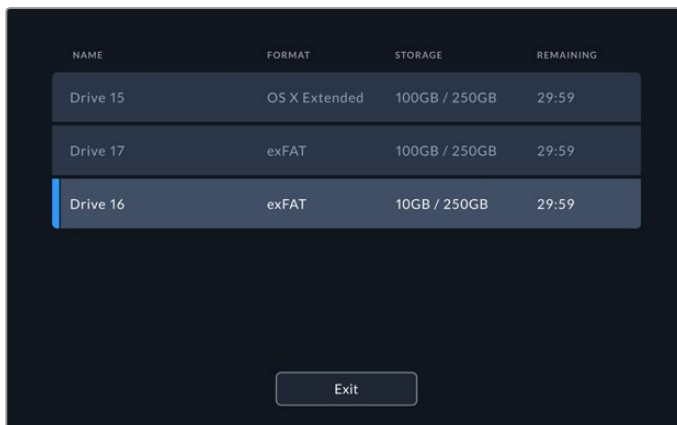 NAME FORMAT STORAGE REMAINING
Drive 15 OS X Extended 100GB / 250GB 29:59
Drive 17 exFAT 100GB / 250GB 29:59
Drive 16 exFAT 10GB / 250GB 29:59
Exit